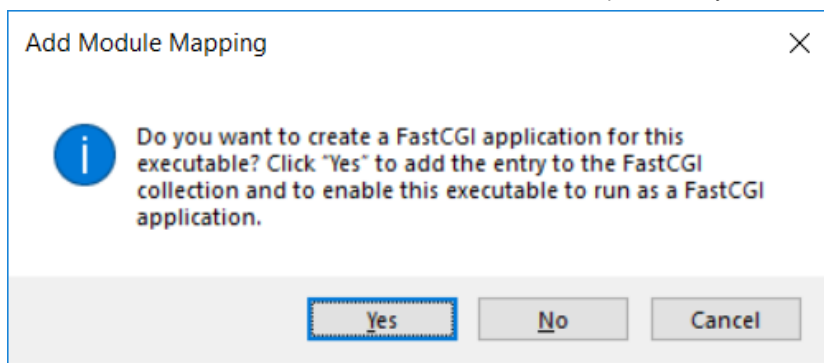 Add Module Mapping
Do you want to create a FastCGI application for this
executable? Click "Yes" to add the entry to the FastCGI
collection and to enable this executable to run as a FastCGI
application.
Yes No Cancel